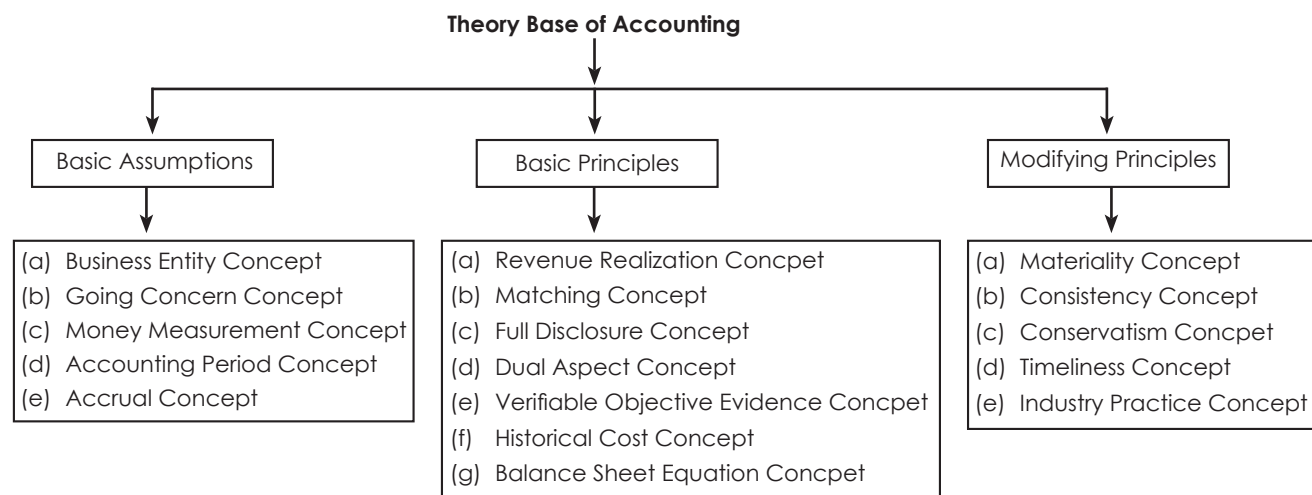 Theory Base of Accounting
Basic Assumptions
Basic Principles
Modifying Principles
(a) Business Entity Concept
(b) Going Concern Concept
(c) Money Measurement Concept
(d) Accounting Period Concept
(e) Accrual Concept
(a) Revenue Realization Concpet
(b) Matching Concept
(c) Full Disclosure Concept
(d) Dual Aspect Concept
(e) Verifiable Objective Evidence Concpet
(f) Historical Cost Concept
(g) Balance Sheet Equation Concpet
(a) Materiality Concept
(b) Consistency Concept
(c) Conservatism Concpet
(d) Timeliness Concept
(e) Industry Practice Concept